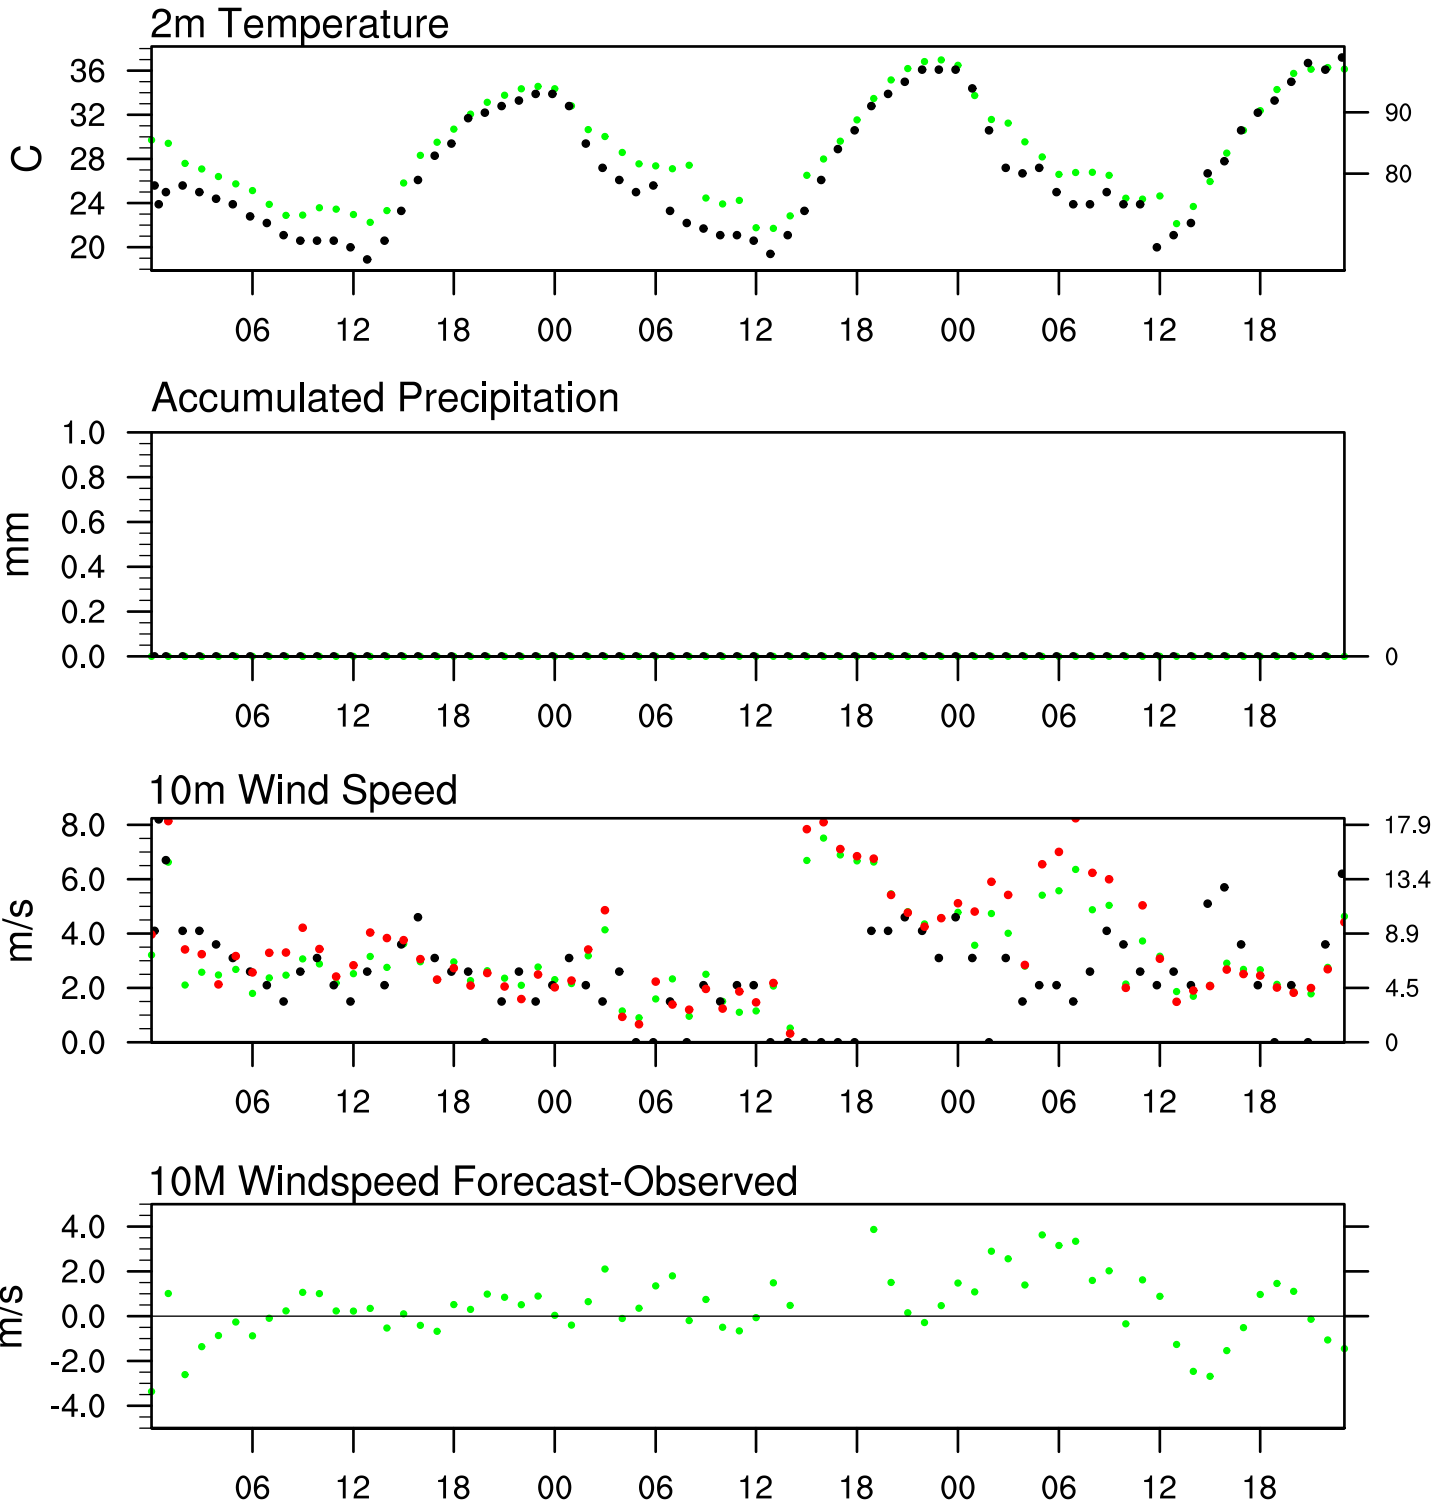 2m Temperature
36
32
28
24
20
C
90
80
06 12 18 00 06 12 18 00 06 12 18
Accumulated Precipitation
1.0
0.8
0.6
0.4
0.2
0.0
mm
0
06 12 18 00 06 12 18 00 06 12 18
10m Wind Speed
8.0
6.0
4.0
2.0
0.0
m/s
17.9
13.4
8.9
4.5
0
06 12 18 00 06 12 18 00 06 12 18
10M Windspeed Forecast-Observed
4.0
2.0
0.0
-2.0
-4.0
m/s
06 12 18 00 06 12 18 00 06 12 18